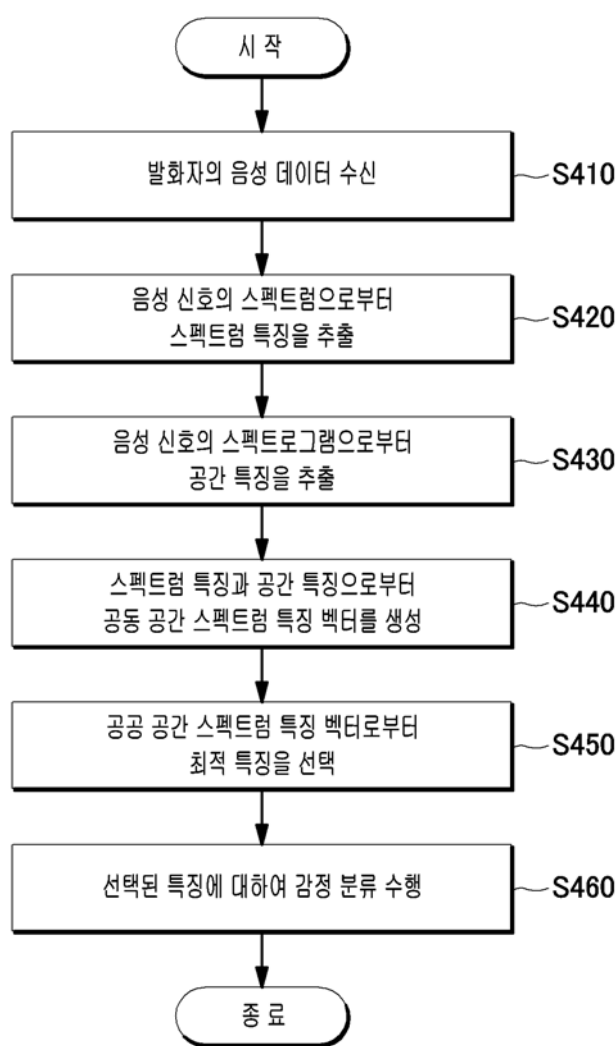 시 작
발화자의 음성 데이터 수신
S410
음성 신호의 스펙트럼으로부터
스펙트럼 특징을 추출
S420
음성 신호의 스펙트로그램으로부터
공간 특징을 추출
S430
스펙트럼 특징과 공간 특징으로부터
공동 공간 스펙트럼 특징 벡터를 생성
S440
공공 공간 스펙트럼 특징 벡터로부터
최적 특징을 선택
S450
선택된 특징에 대하여 감정 분류 수행
S460
종 료